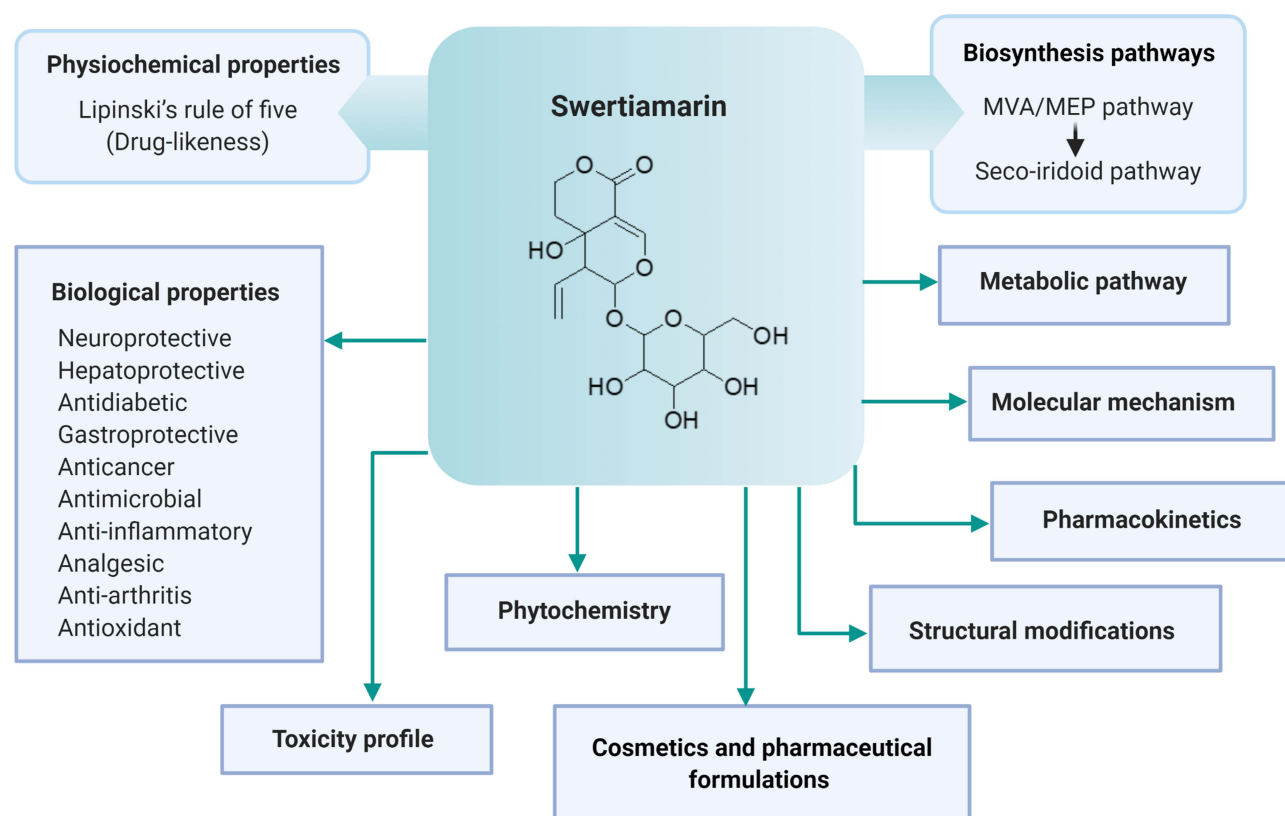 Physiochemical properties
Lipinski's rule of five
(Drug-likeness)
Swertiamarin
O
O
HO
O
O
O
OH
HO
OH
OH
Biosynthesis pathways
MVA/MEP pathway
Seco-iridoid pathway
Biological properties
Neuroprotective
Hepatoprotective
Antidiabetic
Gastroprotective
Anticancer
Antimicrobial
Anti-inflammatory
Analgesic
Anti-arthritis
Antioxidant
Metabolic pathway
Molecular mechanism
Pharmacokinetics
Structural modifications
Phytochemistry
Toxicity profile
Cosmetics and pharmaceutical
formulations